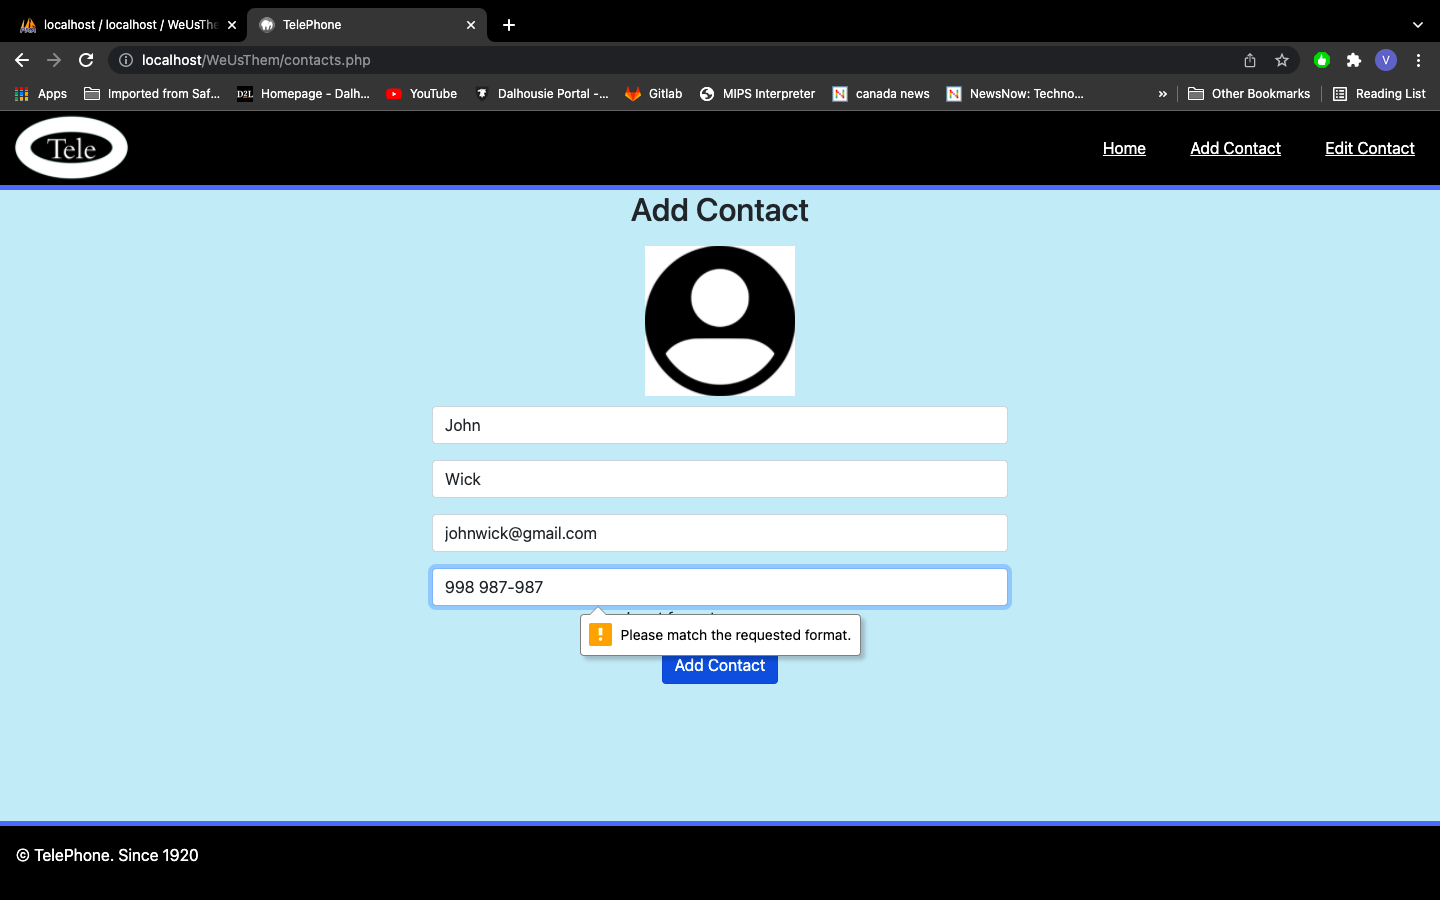 localhost / localhost / WeUsThe
TelePhone
localhost/WeUsThem/contacts.php
V
Apps
Imported from Saf...
D2L
Homepage - Dalh...
YouTube
Dalhousie Portal -...
Gitlab
MIPS Interpreter
N
canada news
N
NewsNow: Techno...
»
Other Bookmarks
Reading List
Tele
Home
Add Contact
Edit Contact
Add Contact
John
Wick
johnwick@gmail.com
998 987-987
Please match the requested format.
Add Contact
© TelePhone. Since 1920